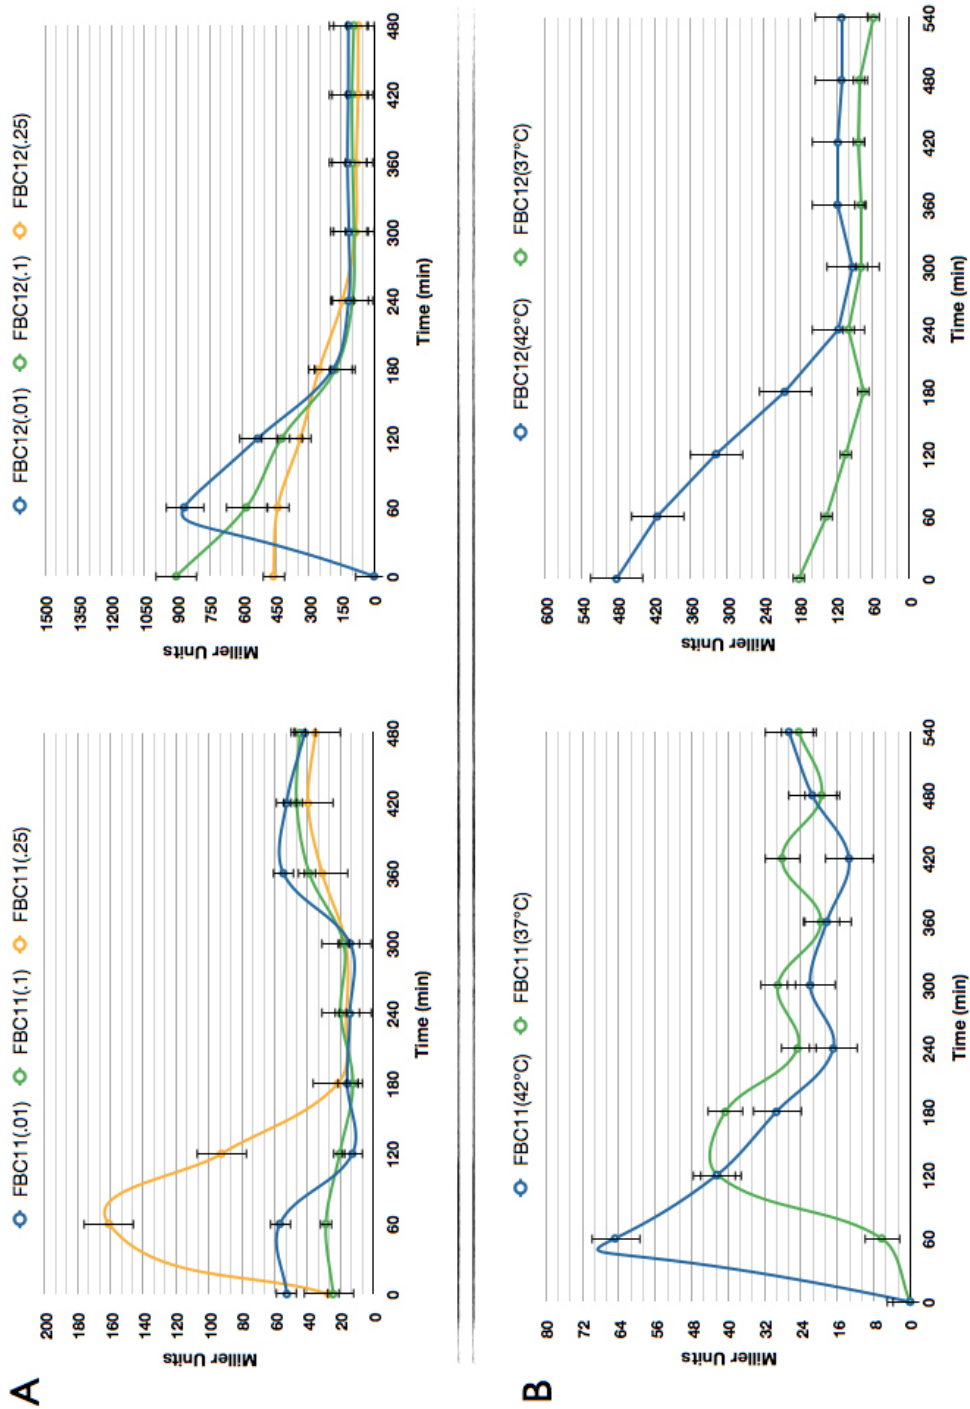 A
FBC11(.01) FBC11(.1) FBC11(.25)
Miller Units
200
180
160
140
120
100
80
60
40
20
0
0 60 120 180 240 300 360 420 480
Time (min)
FBC12(.01) FBC12(.1) FBC12(.25)
Miller Units
1500
1350
1200
1050
900
750
600
450
300
150
0
0 60 120 180 240 300 360 420 480
Time (min)
B
FBC11(42°C) FBC11(37°C)
Miller Units
80
72
64
56
48
40
32
24
16
8
0
0 60 120 180 240 300 360 420 480 540
Time (min)
FBC12(42°C) FBC12(37°C)
Miller Units
600
540
480
420
360
300
240
180
120
60
0
0 60 120 180 240 300 360 420 480 540
Time (min)